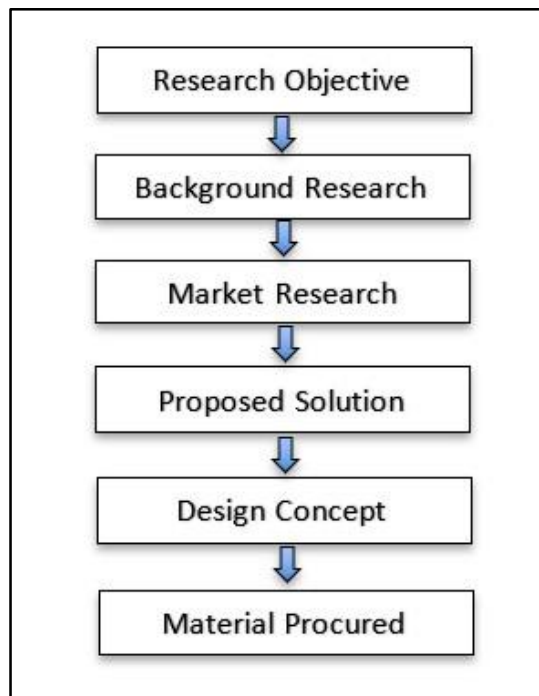 Research Objective
Background Research
Market Research
Proposed Solution
Design Concept
Material Procured